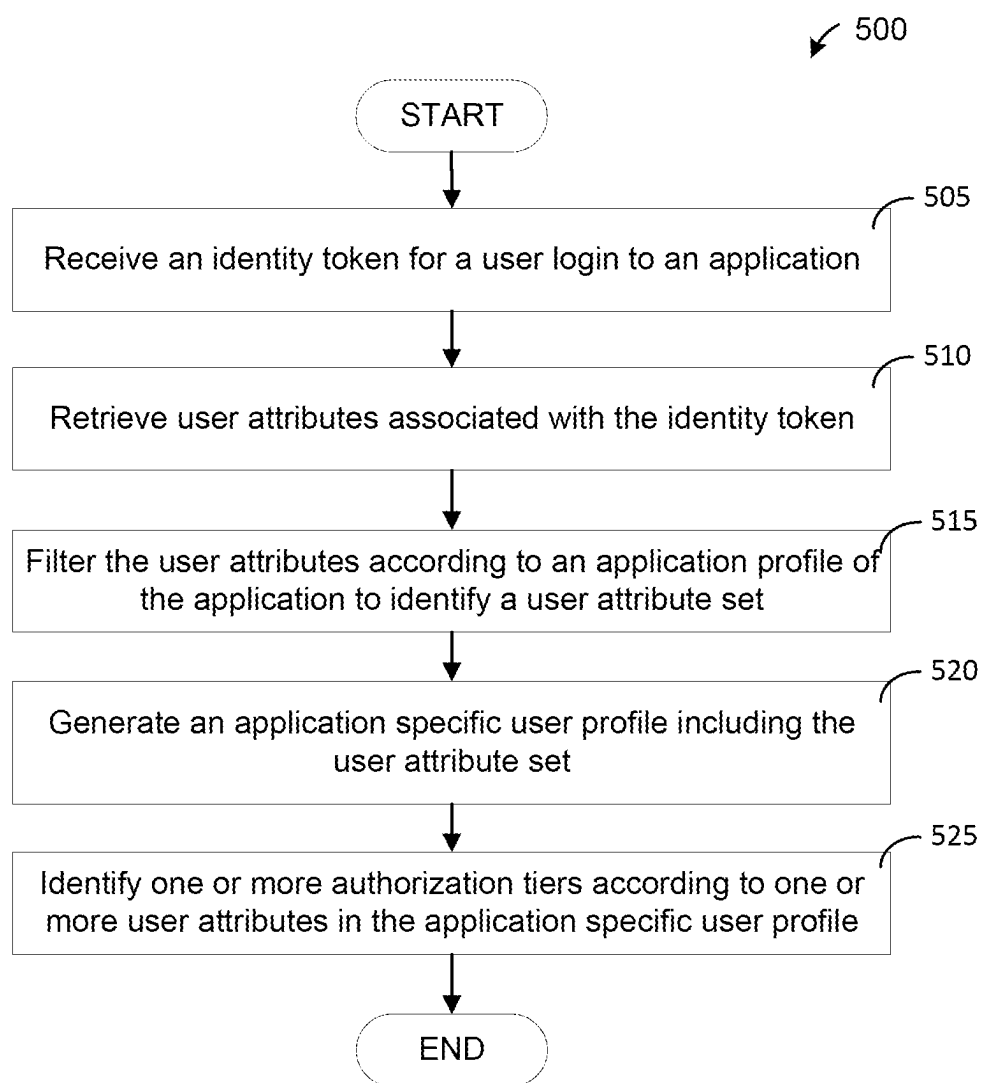 500
START
505
Receive an identity token for a user login to an application
510
Retrieve user attributes associated with the identity token
515
Filter the user attributes according to an application profile of
the application to identify a user attribute set
520
Generate an application specific user profile including the
user attribute set
525
Identify one or more authorization tiers according to one or
more user attributes in the application specific user profile
END